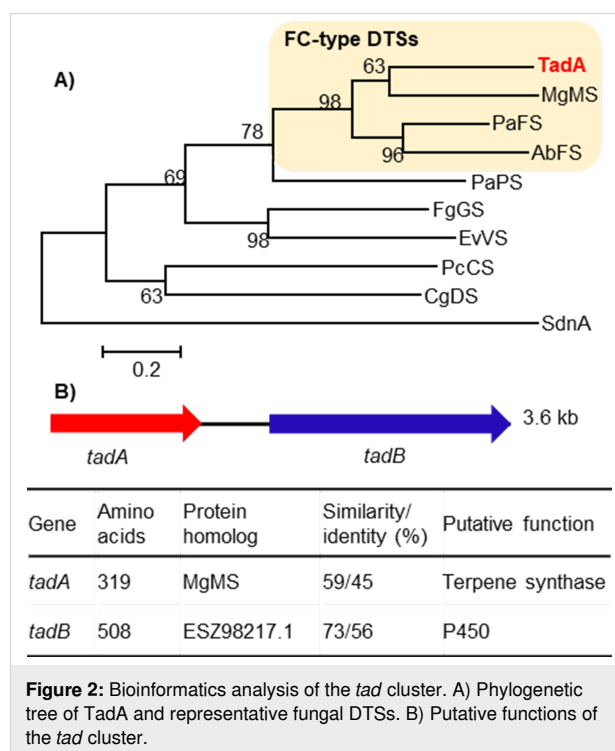 A)
FC-type DTSs
63
TadA
MgMS
98
PaFS
96
AbFS
78
PaPS
69
FgGS
98
EvVS
PcCS
63
CgDS
SdnA
0.2
B)
3.6 kb
tadA
tadB
Gene Amino acids Protein homolog Similarity/ identity (%) Putative function
tadA 319 MgMS 59/45 Terpene synthase
tadB 508 ESZ98217.1 73/56 P450
Figure 2: Bioinformatics analysis of the tad cluster. A) Phylogenetic
tree of TadA and representative fungal DTSs. B) Putative functions of
the tad cluster.